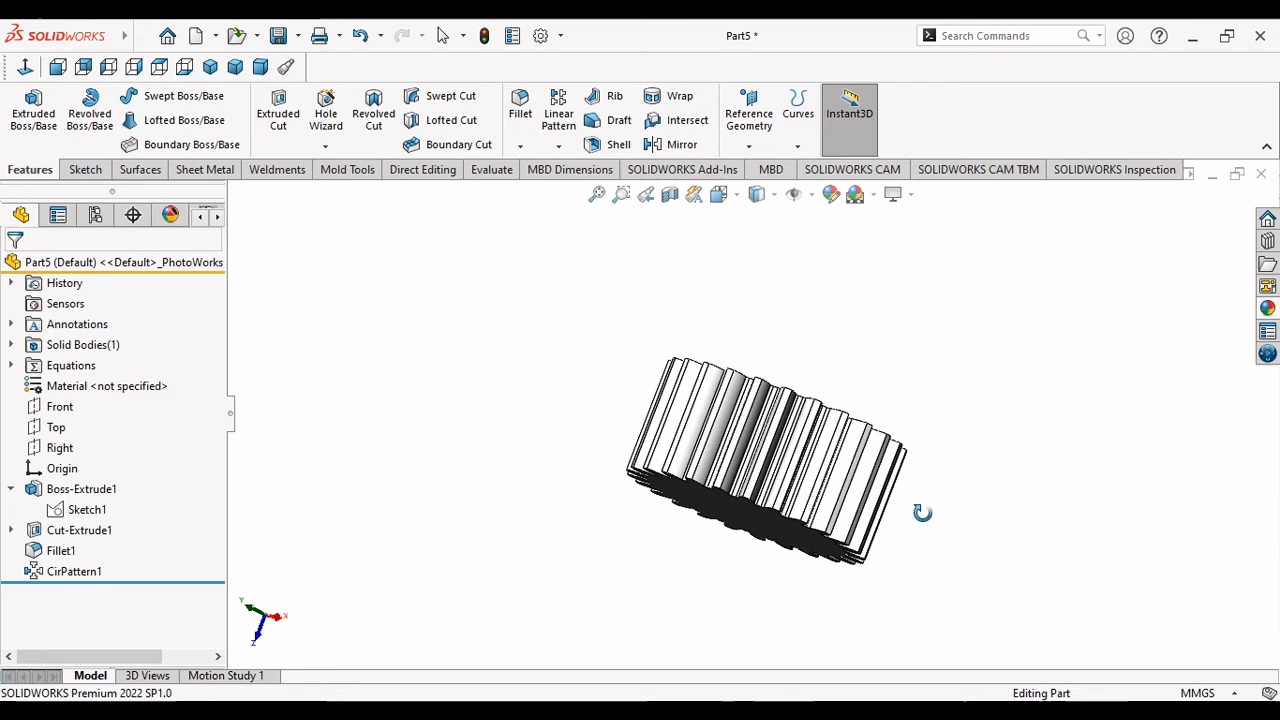 SOLIDWORKS
Part5 *
Search Commands
Extruded Boss/Base
Revolved Boss/Base
Swept Boss/Base
Lofted Boss/Base
Boundary Boss/Base
Extruded Cut
Hole Wizard
Revolved Cut
Swept Cut
Lofted Cut
Boundary Cut
Fillet
Linear Pattern
Rib
Draft
Shell
Wrap
Intersect
Mirror
Reference Geometry
Curves
Instant3D
Features
Sketch
Surfaces
Sheet Metal
Weldments
Mold Tools
Direct Editing
Evaluate
MBD Dimensions
SOLIDWORKS Add-Ins
MBD
SOLIDWORKS CAM
SOLIDWORKS CAM TBM
SOLIDWORKS Inspection
Part5 (Default) <<Default>_PhotoWorks
History
Sensors
Annotations
Solid Bodies(1)
Equations
Material <not specified>
Front
Top
Right
Origin
Boss-Extrude1
Sketch1
Cut-Extrude1
Fillet1
CirPattern1
Y
X
Z
Model
3D Views
Motion Study 1
SOLIDWORKS Premium 2022 SP1.0
Editing Part
MMGS